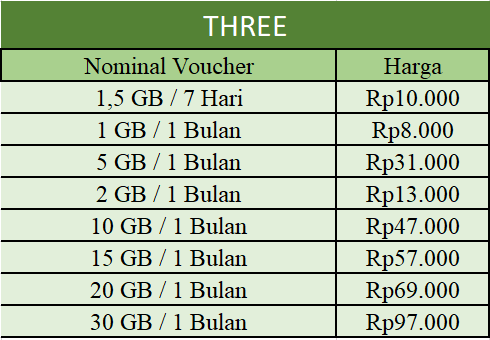 THREE
Nominal Voucher Harga
1,5 GB / 7 Hari Rp10.000
1 GB / 1 Bulan Rp8.000
5 GB / 1 Bulan Rp31.000
2 GB / 1 Bulan Rp13.000
10 GB / 1 Bulan Rp47.000
15 GB / 1 Bulan Rp57.000
20 GB / 1 Bulan Rp69.000
30 GB / 1 Bulan Rp97.000